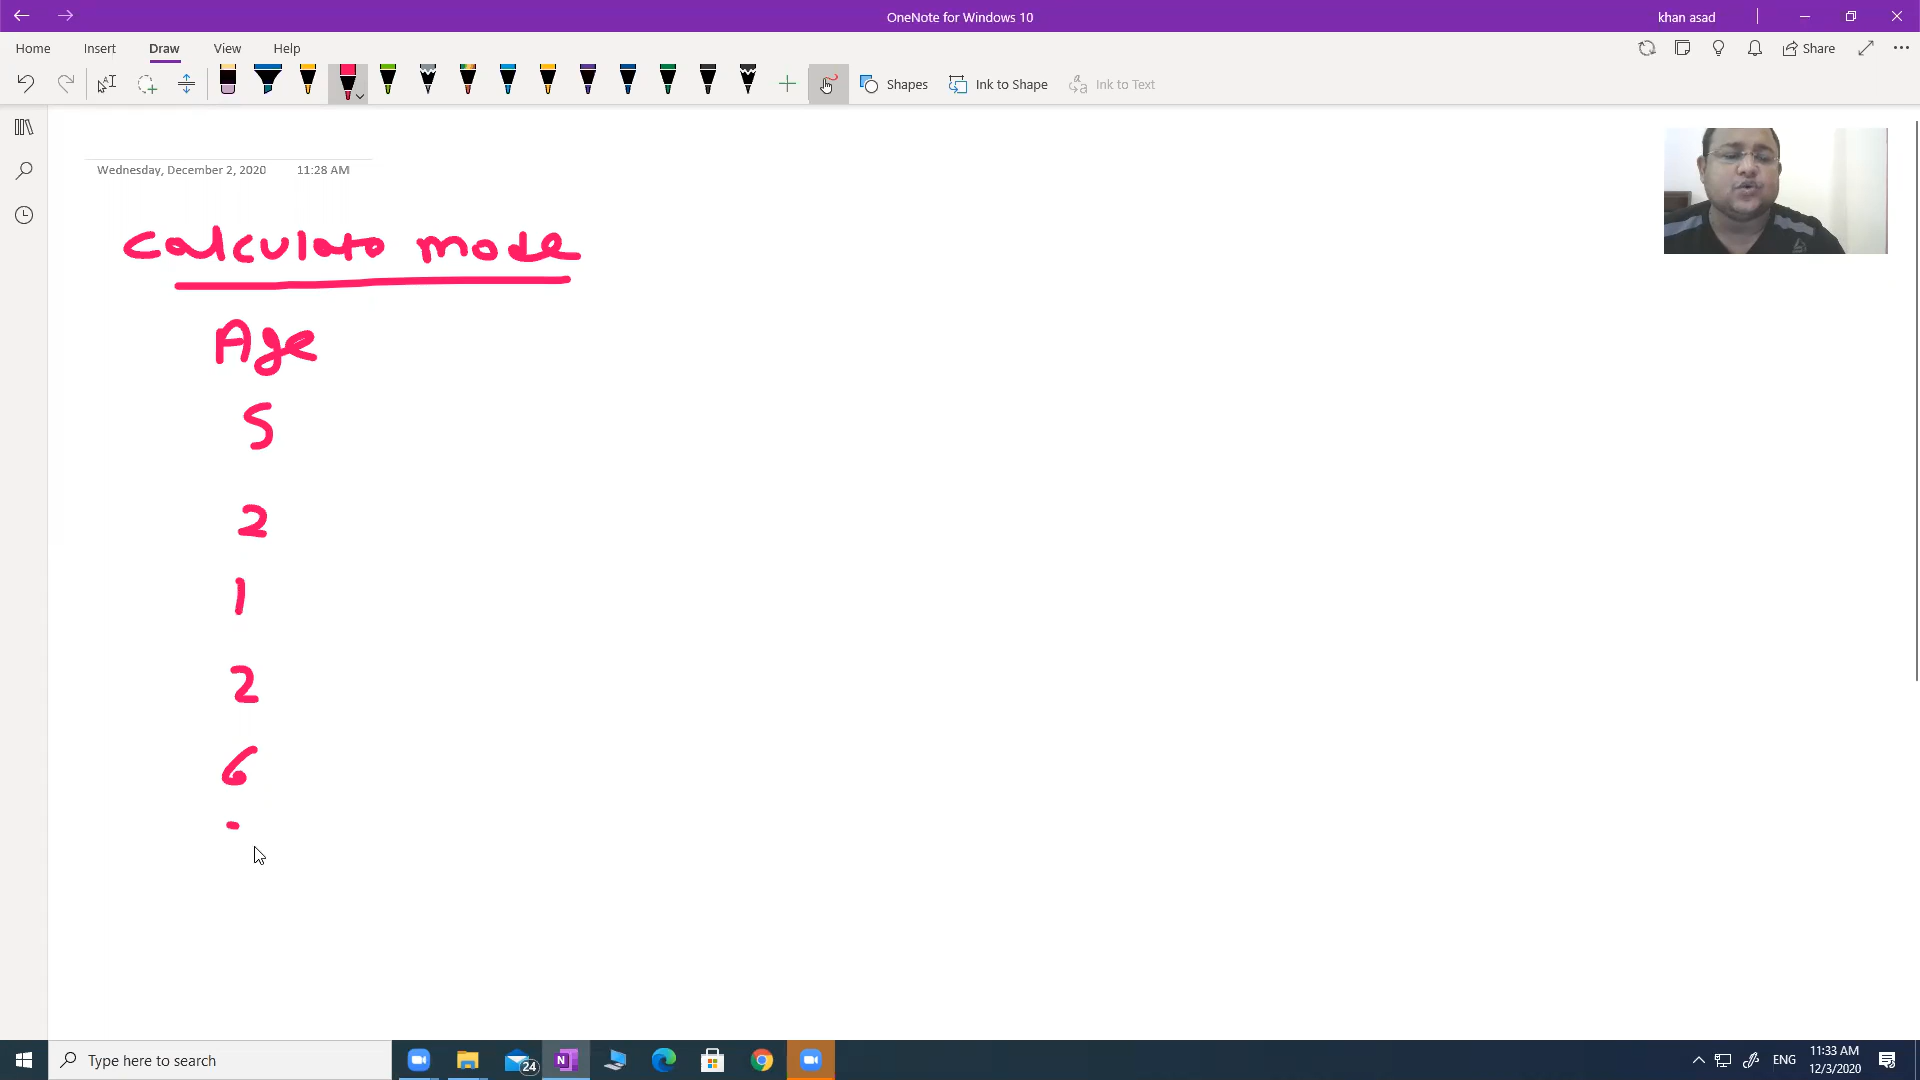 OneNote for Windows 10
khan asad
Home Insert Draw View Help
Share
Shapes Ink to Shape Ink to Text
Wednesday, December 2, 2020 11:28 AM
Calculato mode
Age
5
2
1
2
6
Type here to search
24
N
ENG
11:33 AM
12/3/2020